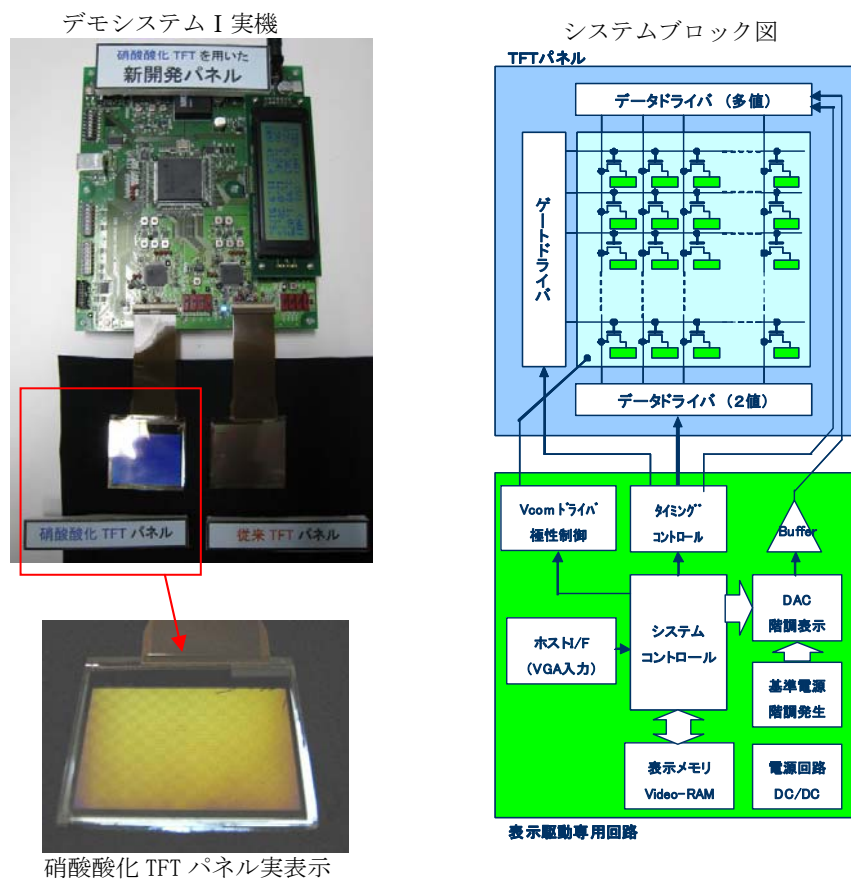 デモシステムⅠ実機
硝酸酸化 TFT を用いた
新開発パネル
硝酸酸化 TFT パネル
従来 TFT パネル
硝酸酸化 TFT パネル実表示
システムブロック図
TFTパネル
データドライバ (多値)
ゲートドライバ
データドライバ (2値)
Vcomドライバ
極性制御
タイミング
コントロール
Buffer
システム
コントロール
DAC
階調表示
ホストI/F
(VGA入力)
基準電源
階調発生
表示メモリ
Video-RAM
電源回路
DC/DC
表示駆動専用回路